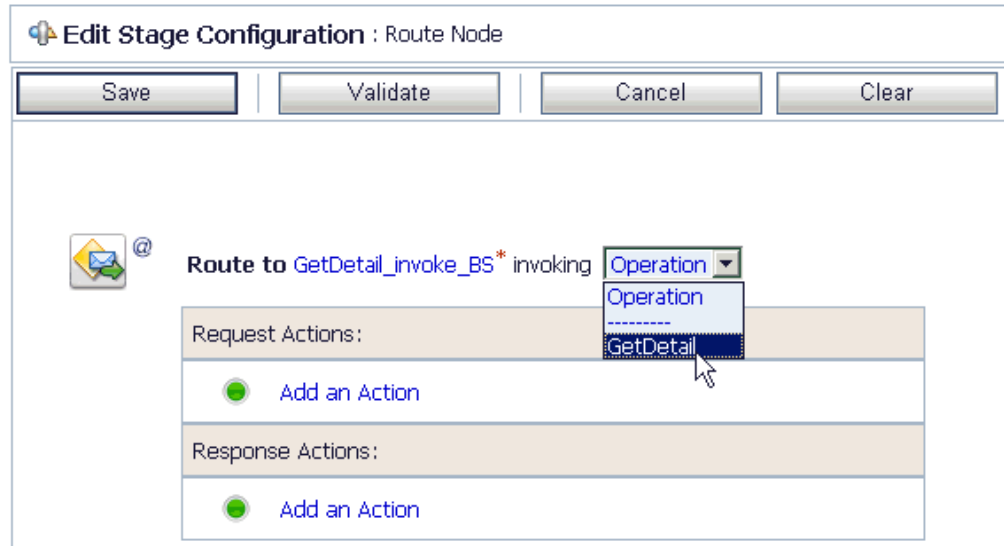 Edit Stage Configuration : Route Node
Save Validate Cancel Clear
@
Route to GetDetail_invoke_BS* invoking Operation
Operation
---------
GetDetail
Request Actions:
Add an Action
Response Actions:
Add an Action